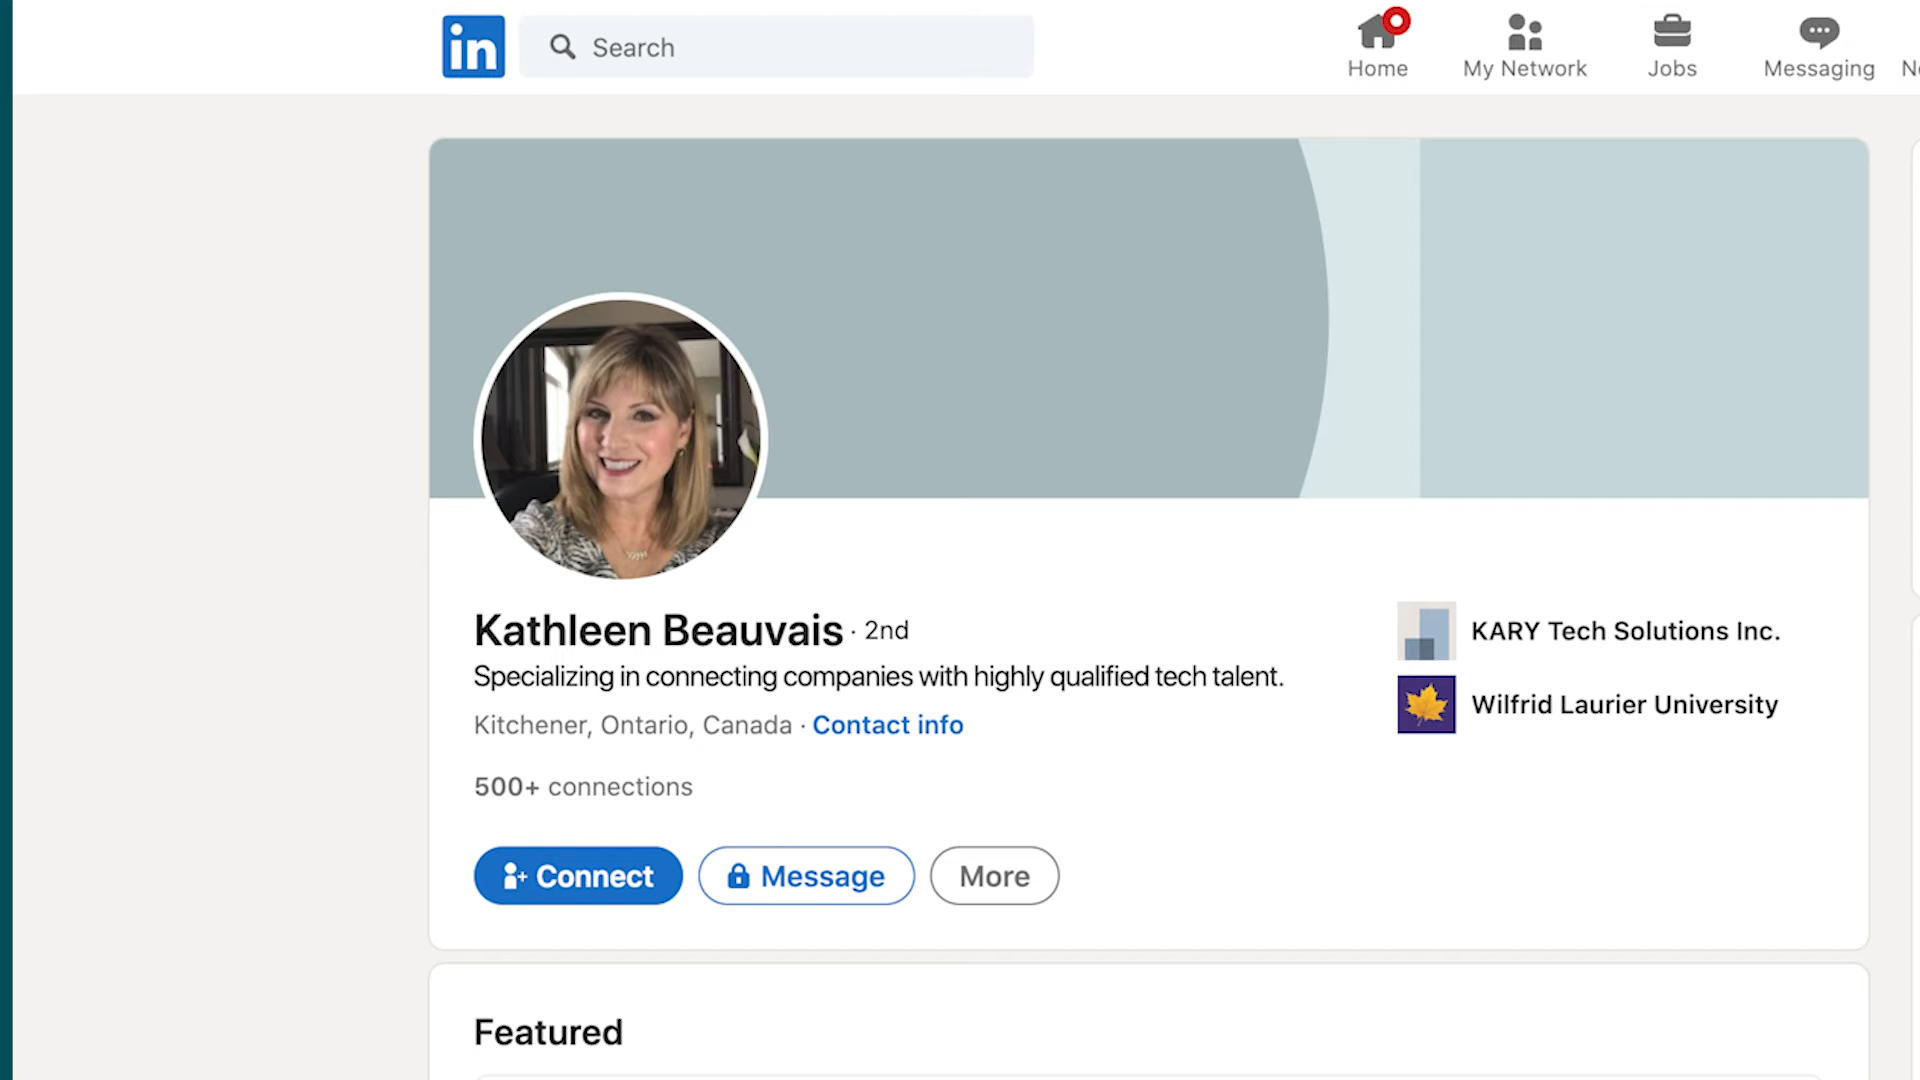 in
Search
Home
My Network
Jobs
Messaging
Kathleen Beauvais · 2nd
Specializing in connecting companies with highly qualified tech talent.
Kitchener, Ontario, Canada · Contact info
500+ connections
KARY Tech Solutions Inc.
Wilfrid Laurier University
Connect
Message
More
Featured